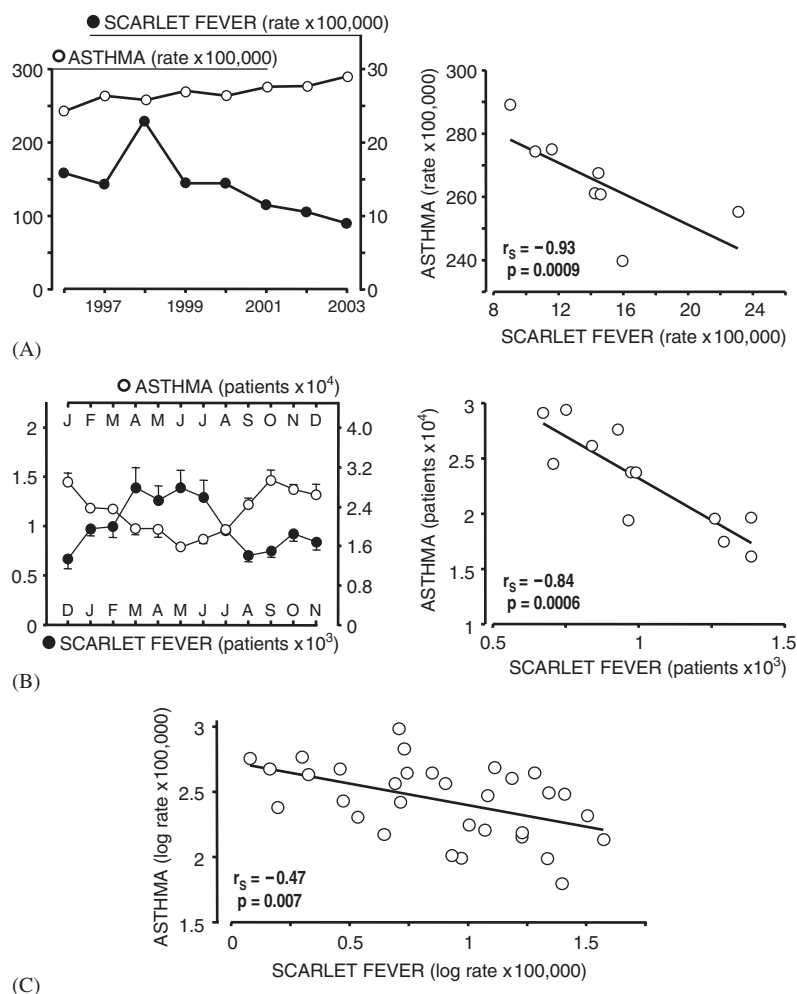 ● SCARLET FEVER (rate x100,000)
○ ASTHMA (rate x100,000)
300
200
100
0
30
20
10
0
1997
1999
2001
2003
ASTHMA (rate x100,000)
300
280
260
240
r_S = −0.93
p = 0.0009
8
12
16
20
24
SCARLET FEVER (rate x100,000)
(A)
○ ASTHMA (patients x10⁴)
J F M A M J J A S O N D
2
1.5
1
0.5
0
4.0
3.2
2.4
1.6
0.8
0
D J F M A M J J A S O N
● SCARLET FEVER (patients x10³)
ASTHMA (patients x10⁴)
3
2.5
2
1.5
1
r_S = −0.84
p = 0.0006
0.5
1
1.5
SCARLET FEVER (patients x10³)
(B)
ASTHMA (log rate x100,000)
3
2.5
2
1.5
r_S = −0.47
p = 0.007
0
0.5
1
1.5
SCARLET FEVER (log rate x100,000)
(C)